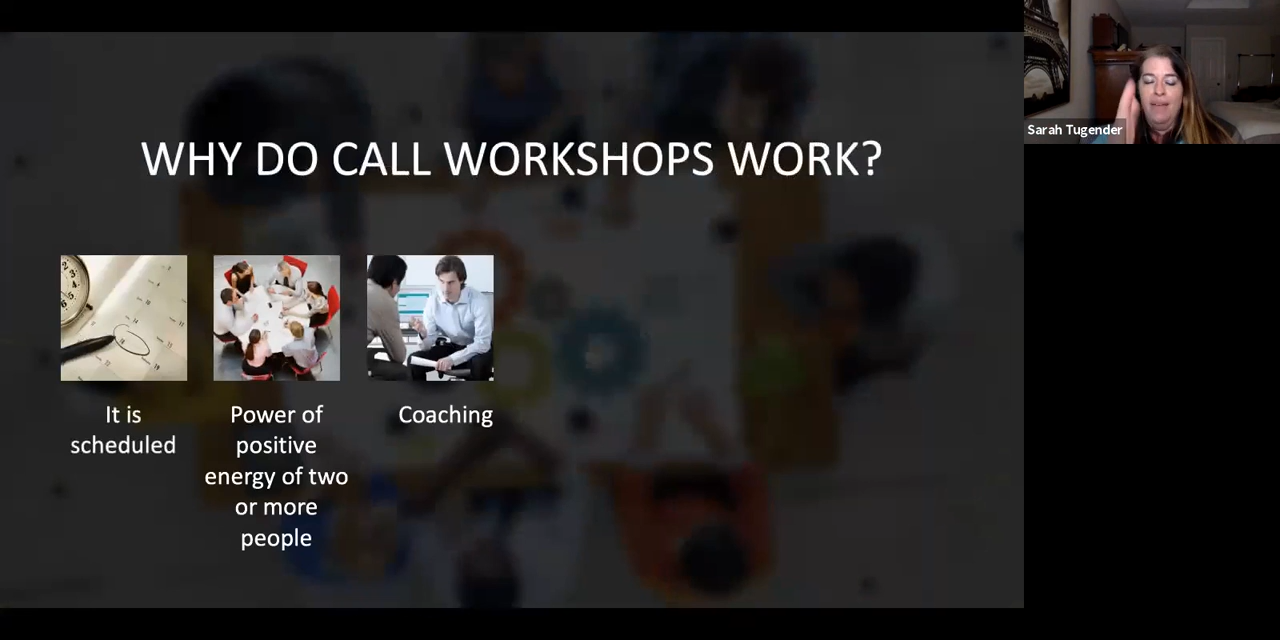 Sarah Tugender
WHY DO CALL WORKSHOPS WORK?
It is
scheduled
Power of
positive
energy of two
or more
people
Coaching